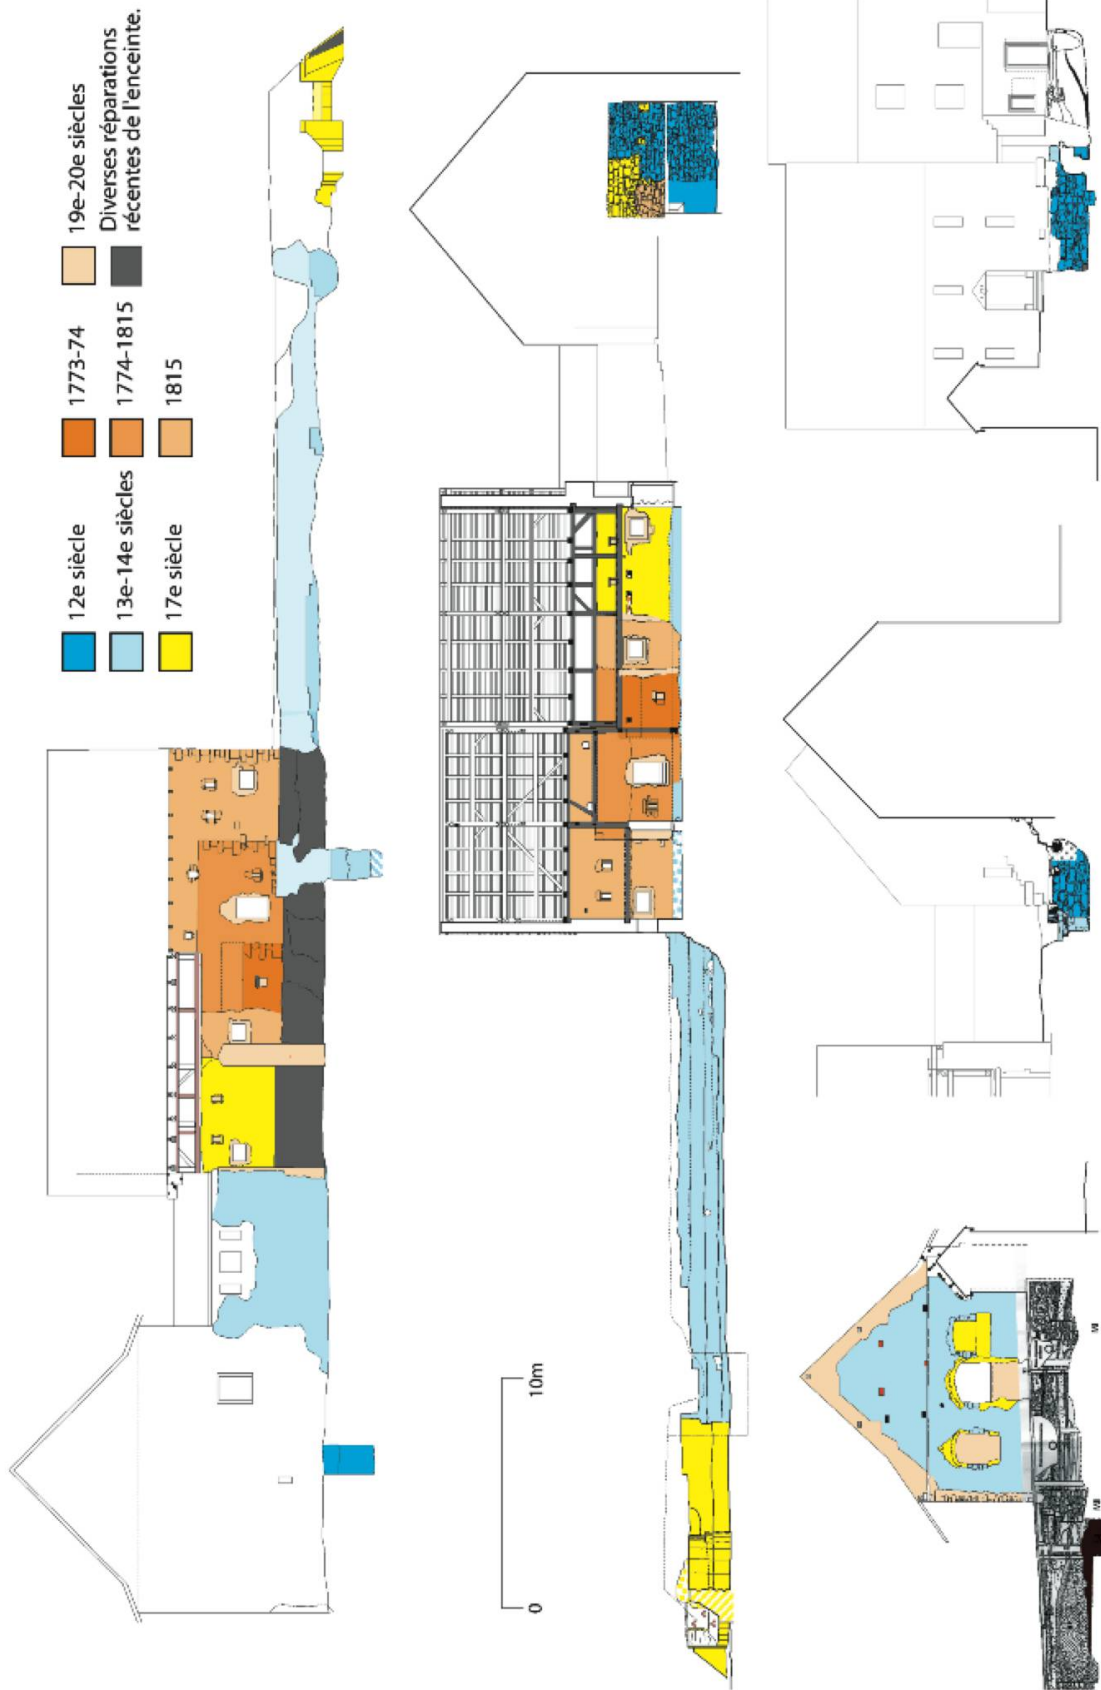 12e siècle
13e-14e siècles
17e siècle
1773-74
1774-1815
1815
19e-20e siècles
Diverses réparations
récentes de l'enceinte.
0 10m